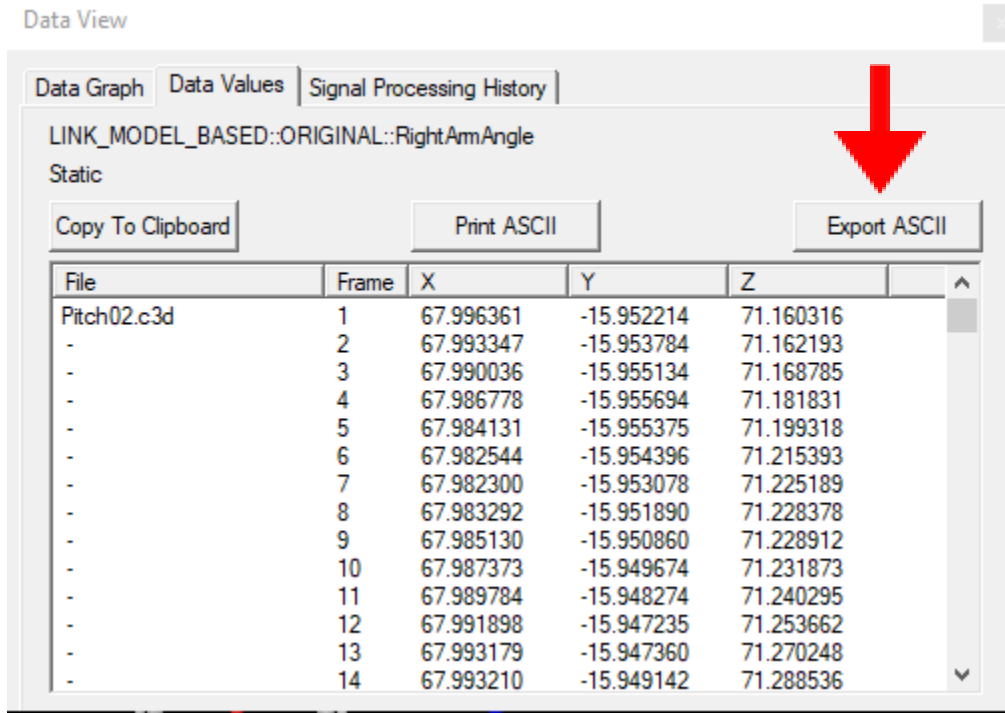 Data View
Data Graph Data Values Signal Processing History
LINK_MODEL_BASED::ORIGINAL::RightArmAngle
Static
Copy To Clipboard Print ASCII Export ASCII
File Frame X Y Z
Pitch02.c3d 1 67.996361 -15.952214 71.160316
- 2 67.993347 -15.953784 71.162193
- 3 67.990036 -15.955134 71.168785
- 4 67.986778 -15.955694 71.181831
- 5 67.984131 -15.955375 71.199318
- 6 67.982544 -15.954396 71.215393
- 7 67.982300 -15.953078 71.225189
- 8 67.983292 -15.951890 71.228378
- 9 67.985130 -15.950860 71.228912
- 10 67.987373 -15.949674 71.231873
- 11 67.989784 -15.948274 71.240295
- 12 67.991898 -15.947235 71.253662
- 13 67.993179 -15.947360 71.270248
- 14 67.993210 -15.949142 71.288536